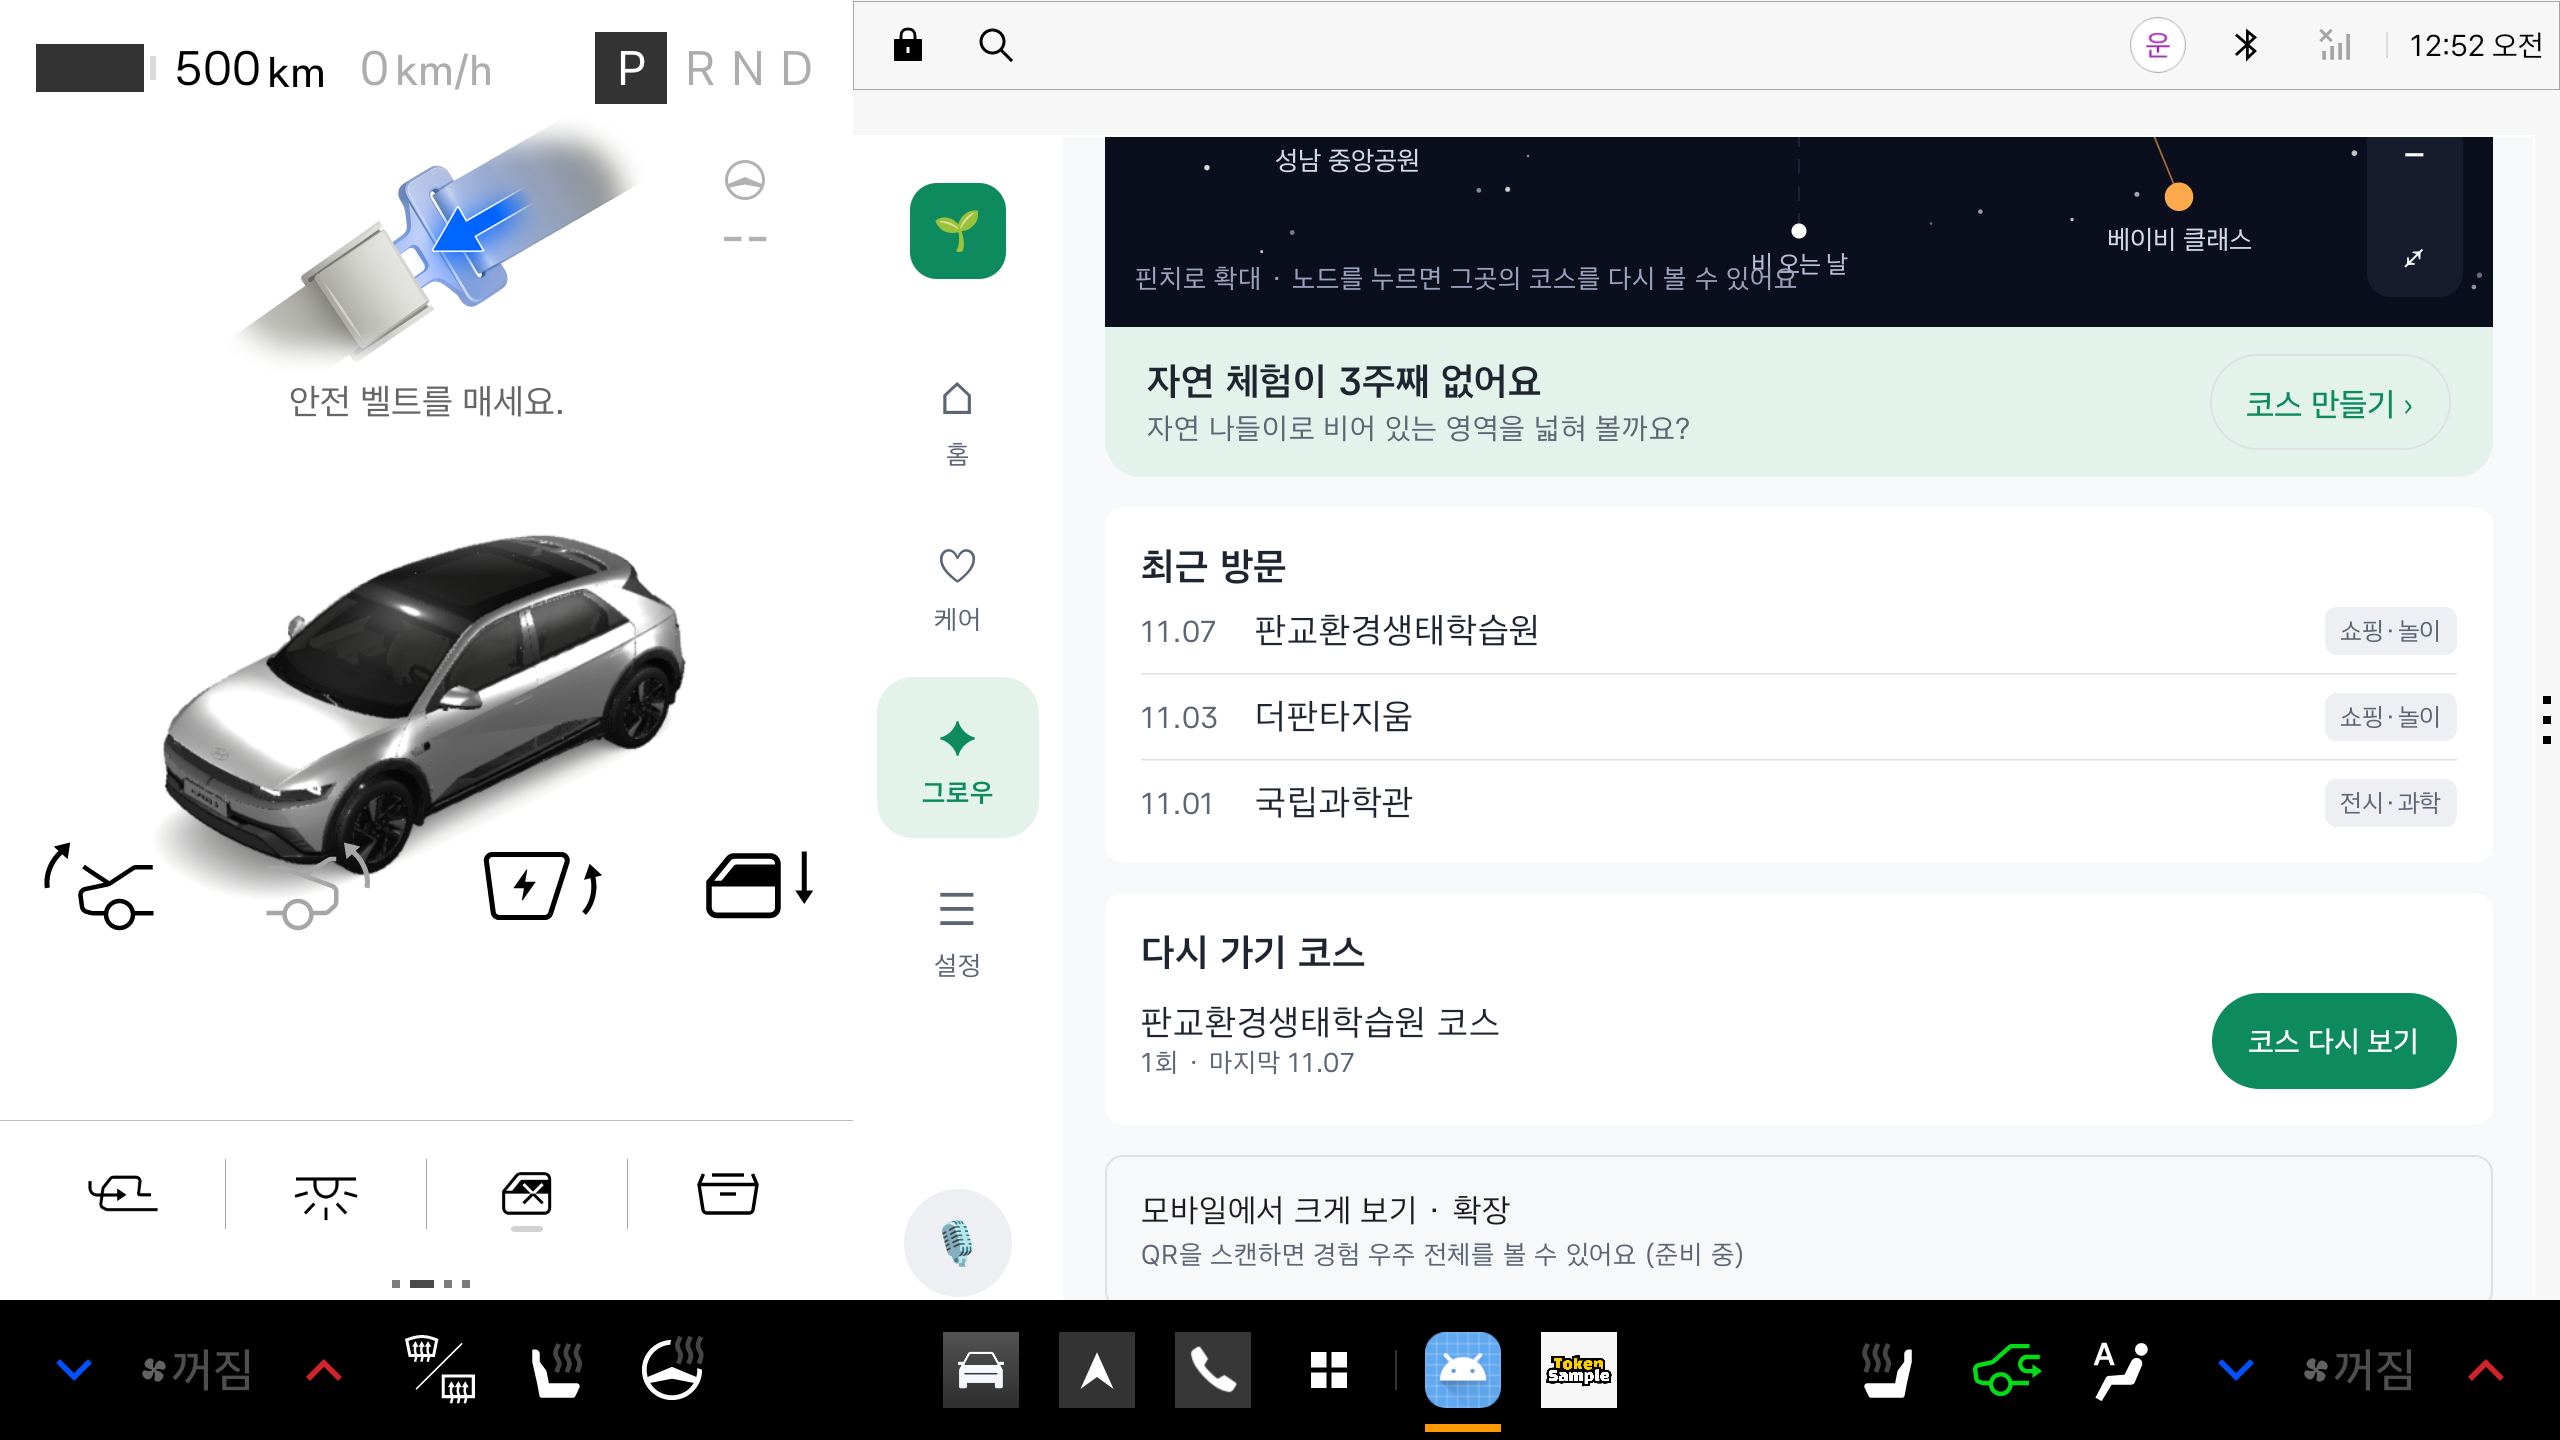 500 km 0 km/h P R N D
안전 벨트를 매세요.
운 12:52 오전
홈
케어
그로우
설정
성남 중앙공원
비 오는 날
베이비 클래스
핀치로 확대 · 노드를 누르면 그곳의 코스를 다시 볼 수 있어요
자연 체험이 3주째 없어요
자연 나들이로 비어 있는 영역을 넓혀 볼까요?
코스 만들기 ›
최근 방문
11.07 판교환경생태학습원 쇼핑·놀이
11.03 더판타지움 쇼핑·놀이
11.01 국립과학관 전시·과학
다시 가기 코스
판교환경생태학습원 코스
1회 · 마지막 11.07
코스 다시 보기
모바일에서 크게 보기 · 확장
QR을 스캔하면 경험 우주 전체를 볼 수 있어요 (준비 중)
꺼짐
Token
Sample
A
꺼짐